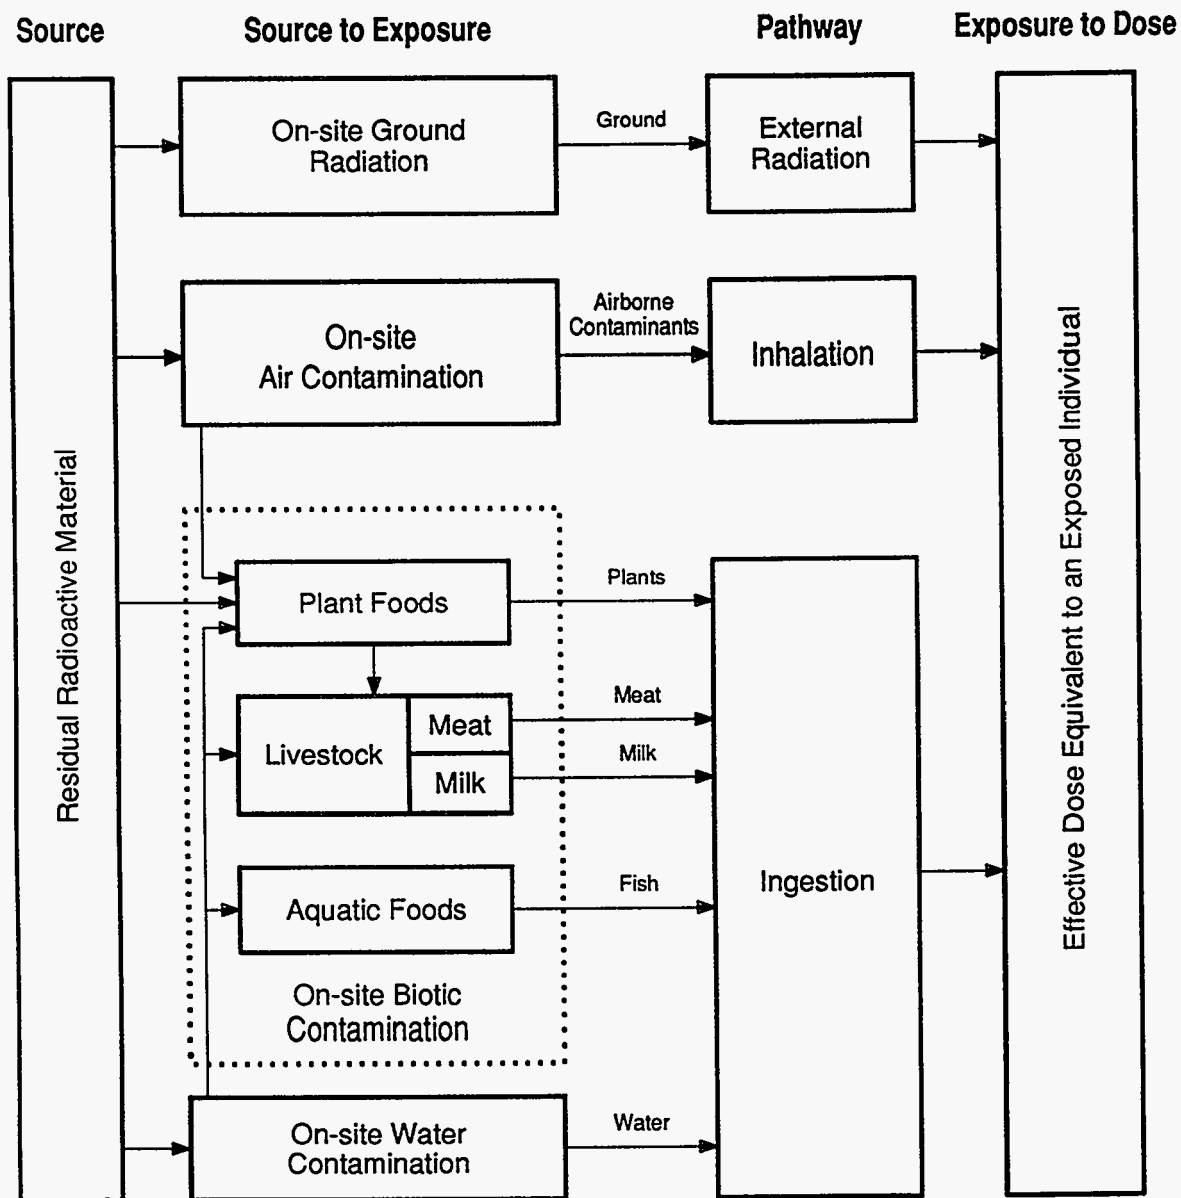 Source
Source to Exposure
Pathway
Exposure to Dose
Residual Radioactive Material
On-site Ground
Radiation
Ground
External
Radiation
On-site
Air Contamination
Airborne
Contaminants
Inhalation
Plant Foods
Plants
Livestock
Meat
Milk
Meat
Milk
Aquatic Foods
Fish
On-site Biotic
Contamination
On-site Water
Contamination
Water
Ingestion
Effective Dose Equivalent to an Exposed Individual